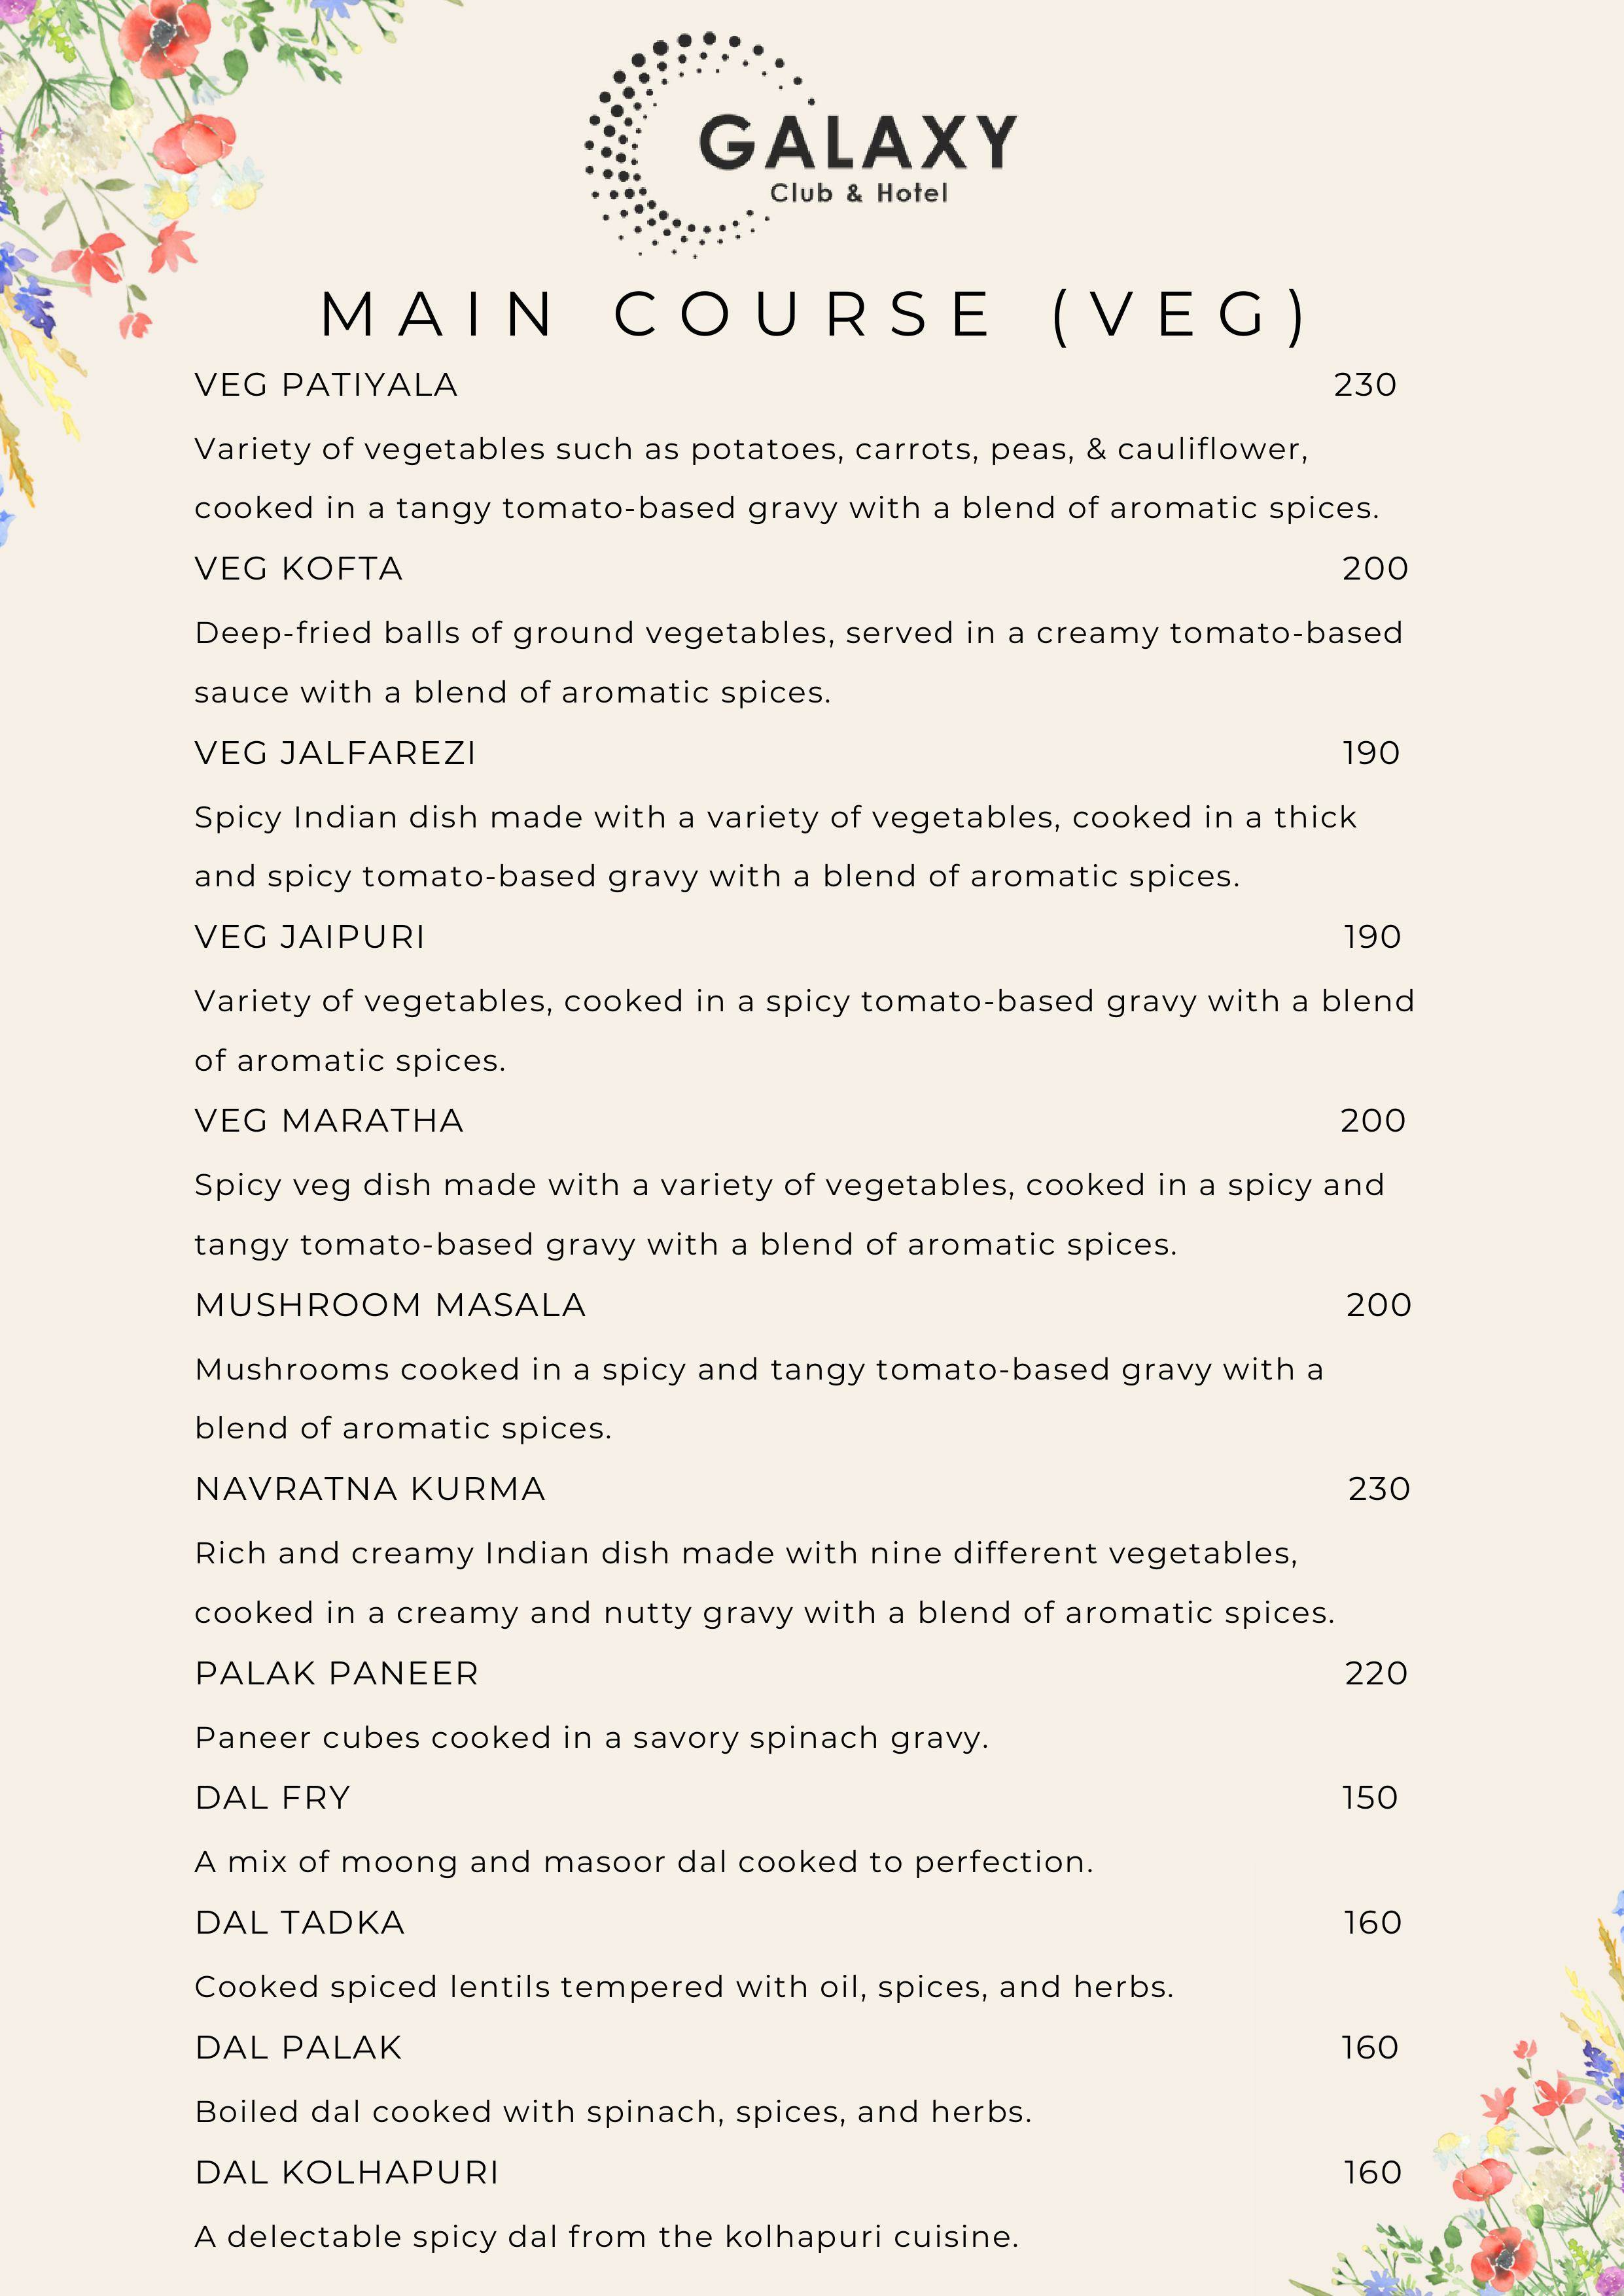 GALAXY
Club & Hotel
MAIN COURSE (VEG)
VEG PATIYALA 230
Variety of vegetables such as potatoes, carrots, peas, & cauliflower,
cooked in a tangy tomato-based gravy with a blend of aromatic spices.
VEG KOFTA 200
Deep-fried balls of ground vegetables, served in a creamy tomato-based
sauce with a blend of aromatic spices.
VEG JALFAREZI 190
Spicy Indian dish made with a variety of vegetables, cooked in a thick
and spicy tomato-based gravy with a blend of aromatic spices.
VEG JAIPURI 190
Variety of vegetables, cooked in a spicy tomato-based gravy with a blend
of aromatic spices.
VEG MARATHA 200
Spicy veg dish made with a variety of vegetables, cooked in a spicy and
tangy tomato-based gravy with a blend of aromatic spices.
MUSHROOM MASALA 200
Mushrooms cooked in a spicy and tangy tomato-based gravy with a
blend of aromatic spices.
NAVRATNA KURMA 230
Rich and creamy Indian dish made with nine different vegetables,
cooked in a creamy and nutty gravy with a blend of aromatic spices.
PALAK PANEER 220
Paneer cubes cooked in a savory spinach gravy.
DAL FRY 150
A mix of moong and masoor dal cooked to perfection.
DAL TADKA 160
Cooked spiced lentils tempered with oil, spices, and herbs.
DAL PALAK 160
Boiled dal cooked with spinach, spices, and herbs.
DAL KOLHAPURI 160
A delectable spicy dal from the kolhapuri cuisine.